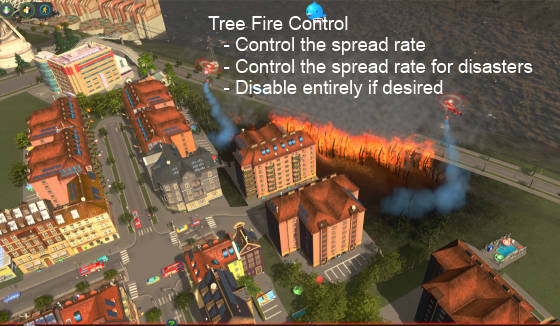 Tree Fire Control
- Control the spread rate
- Control the spread rate for disasters
- Disable entirely if desired